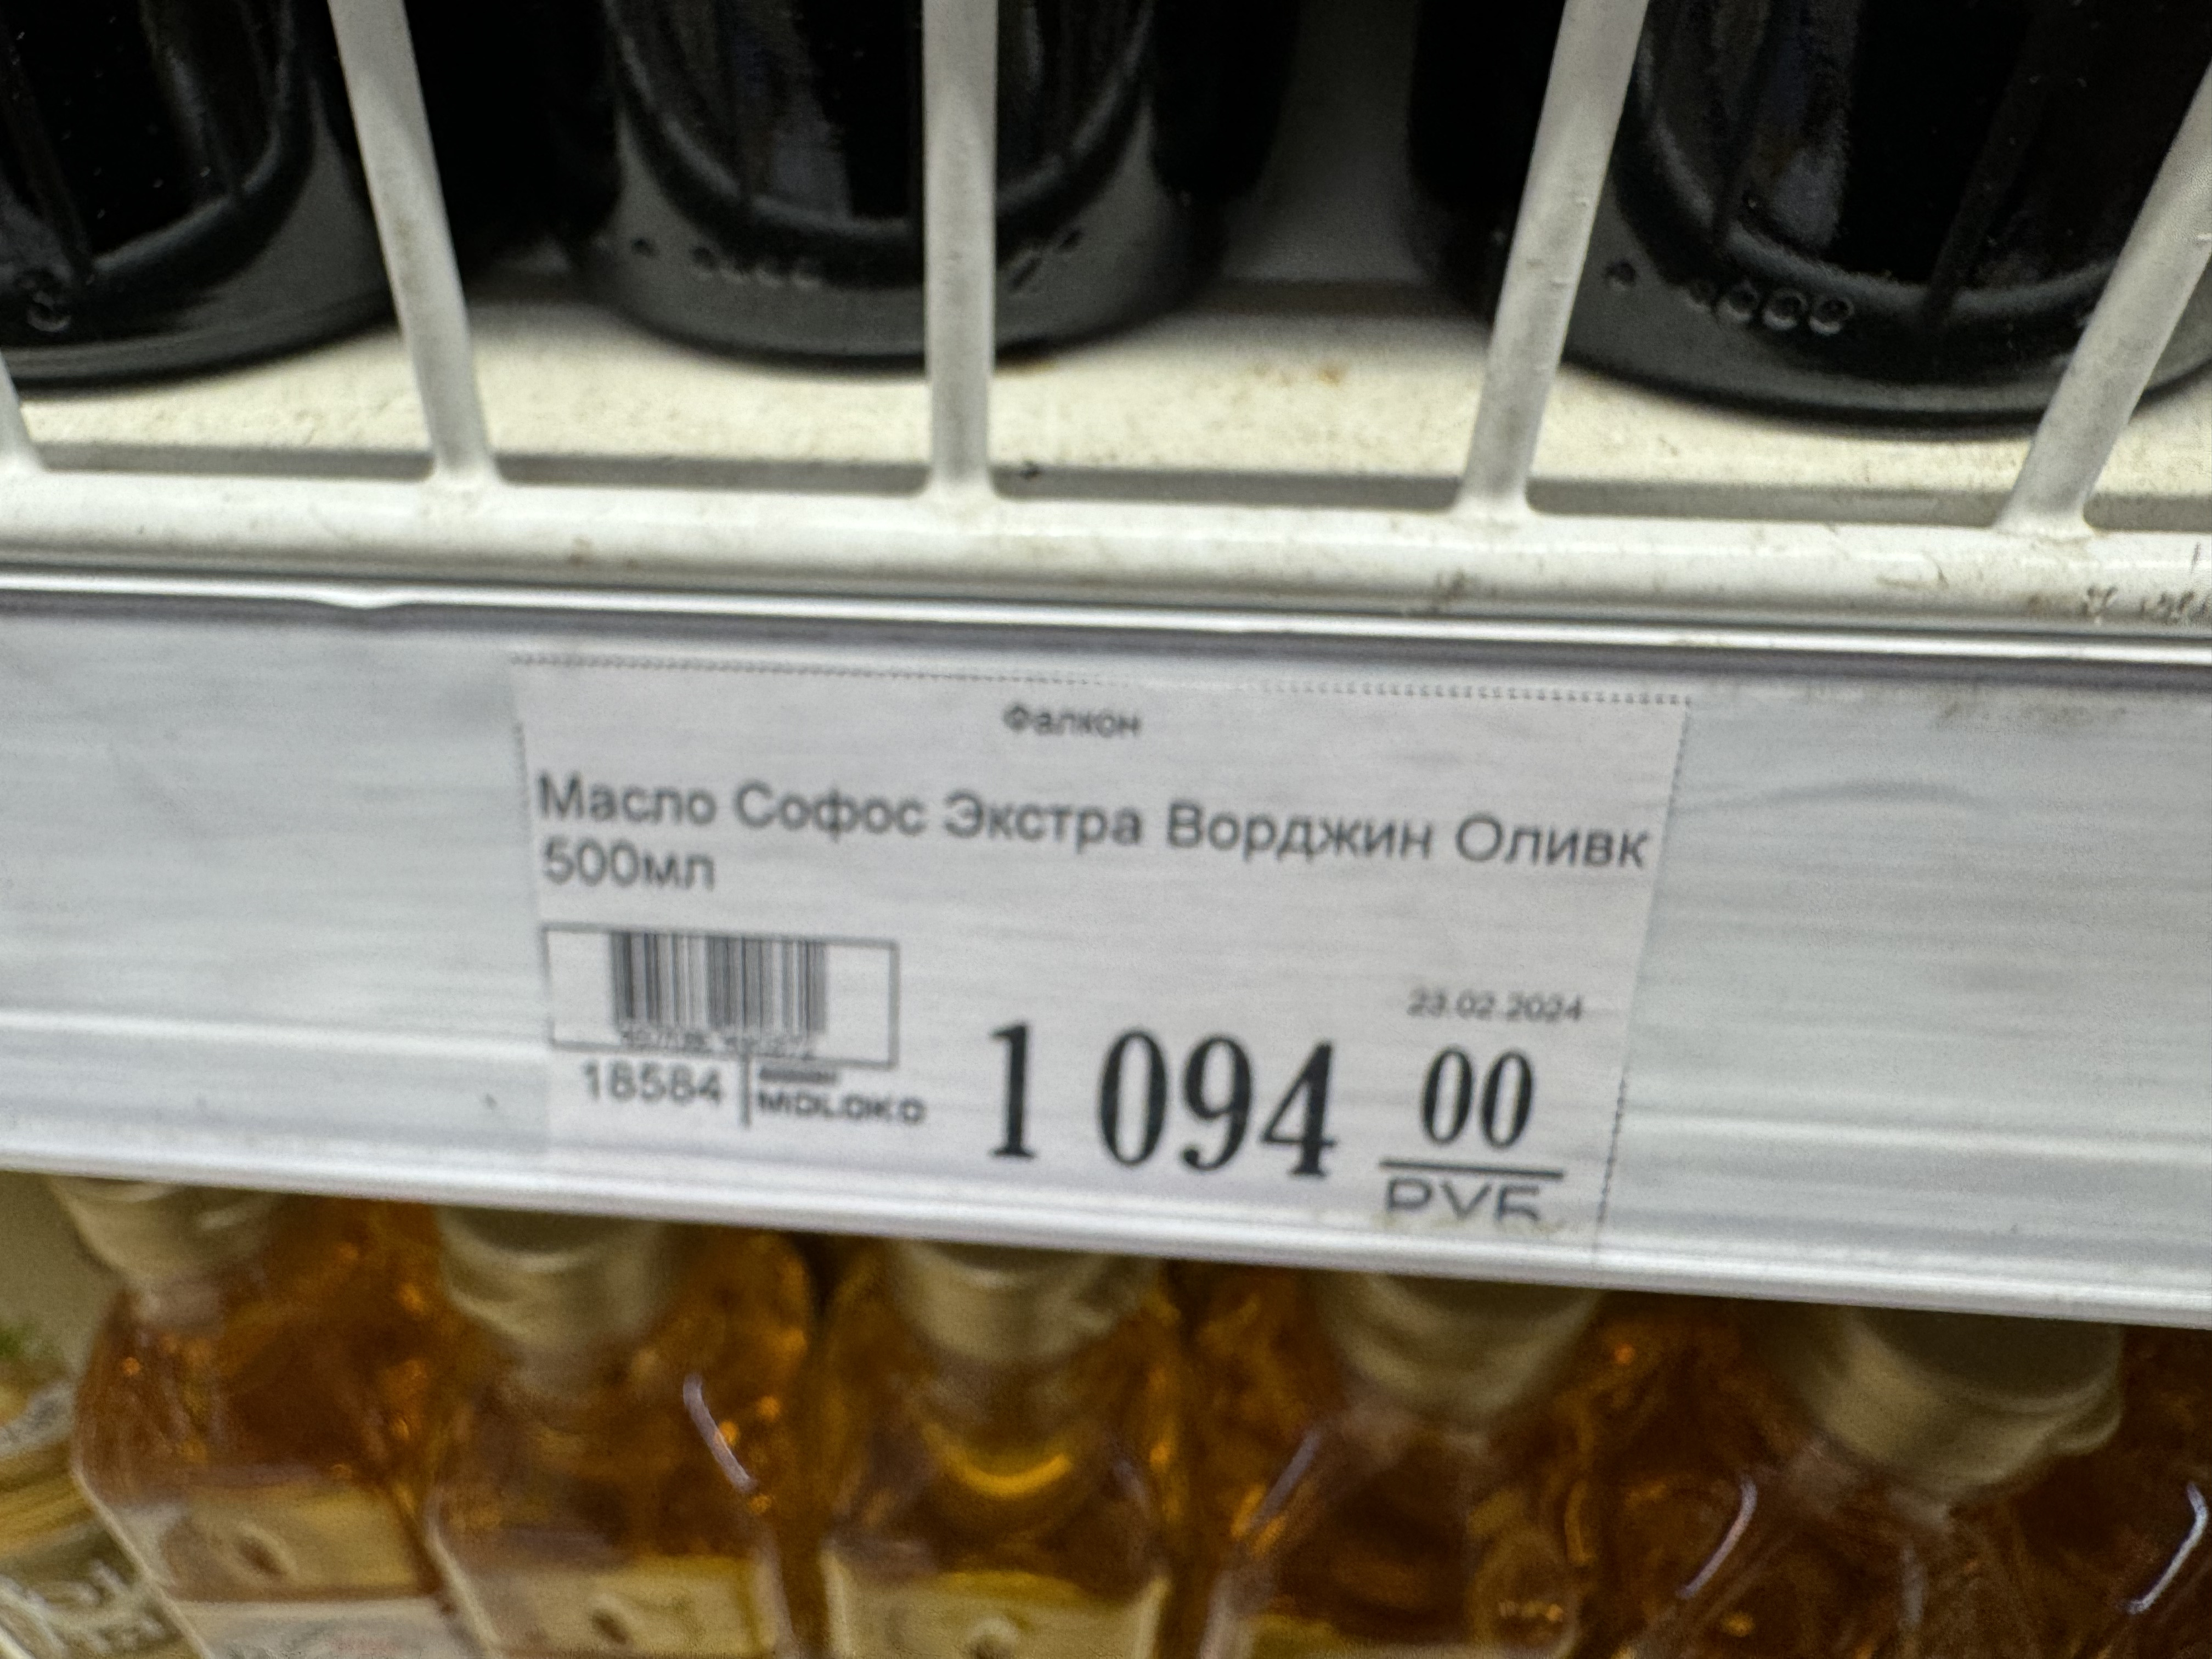 Фалкон
Масло Софос Экстра Ворджин Оливк
500мл
23.02.2024
18584
MOLOKO
1 094 00
РУБ